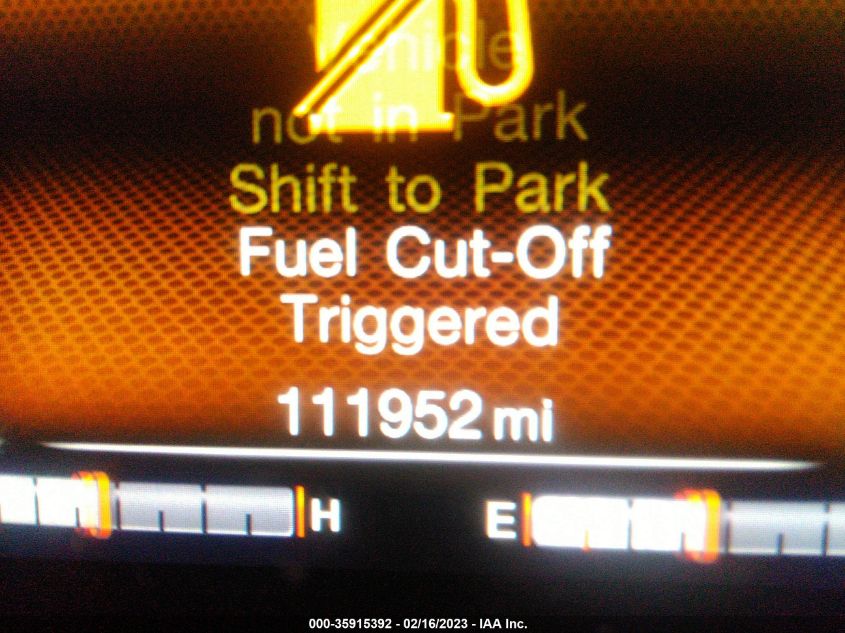 Vehicle
not in Park
Shift to Park
Fuel Cut-Off
Triggered
111952 mi
H E
000-35915392 - 02/16/2023 - IAA Inc.